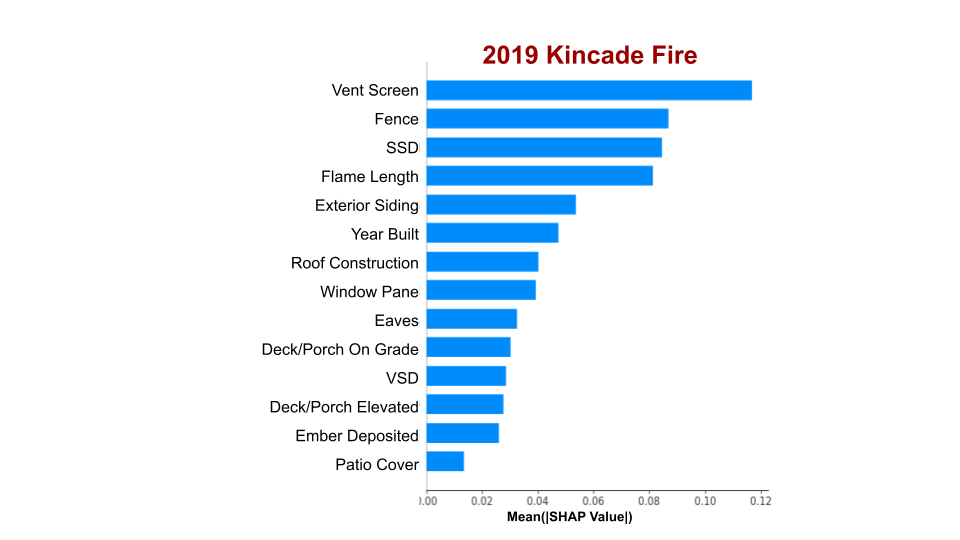 2019 Kincade Fire
Vent Screen
Fence
SSD
Flame Length
Exterior Siding
Year Built
Roof Construction
Window Pane
Eaves
Deck/Porch On Grade
VSD
Deck/Porch Elevated
Ember Deposited
Patio Cover
0.00 0.02 0.04 0.06 0.08 0.10 0.12
Mean(|SHAP Value|)